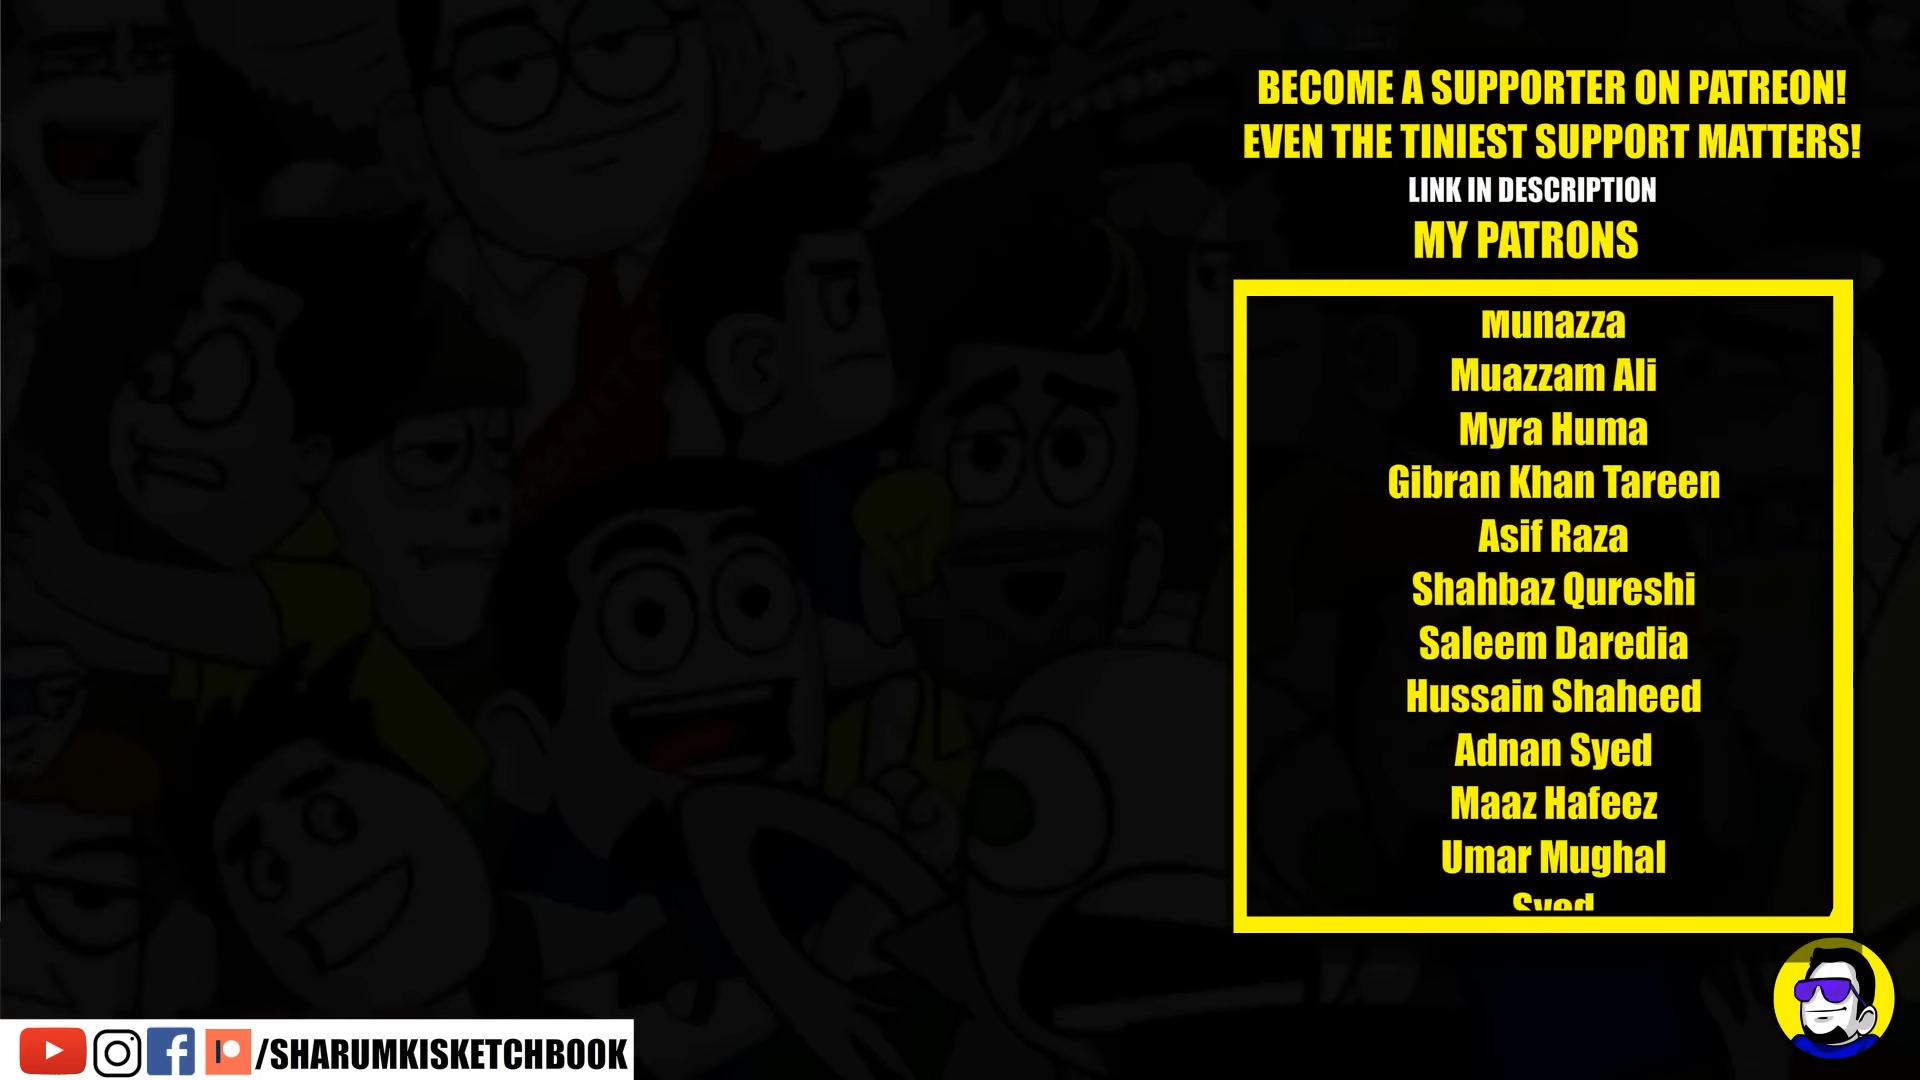 BECOME A SUPPORTER ON PATREON!
EVEN THE TINIEST SUPPORT MATTERS!
LINK IN DESCRIPTION
MY PATRONS
Munazza
Muazzam Ali
Myra Huma
Gibran Khan Tareen
Asif Raza
Shahbaz Qureshi
Saleem Daredia
Hussain Shaheed
Adnan Syed
Maaz Hafeez
Umar Mughal
Syed
/SHARUMKISKETCHBOOK